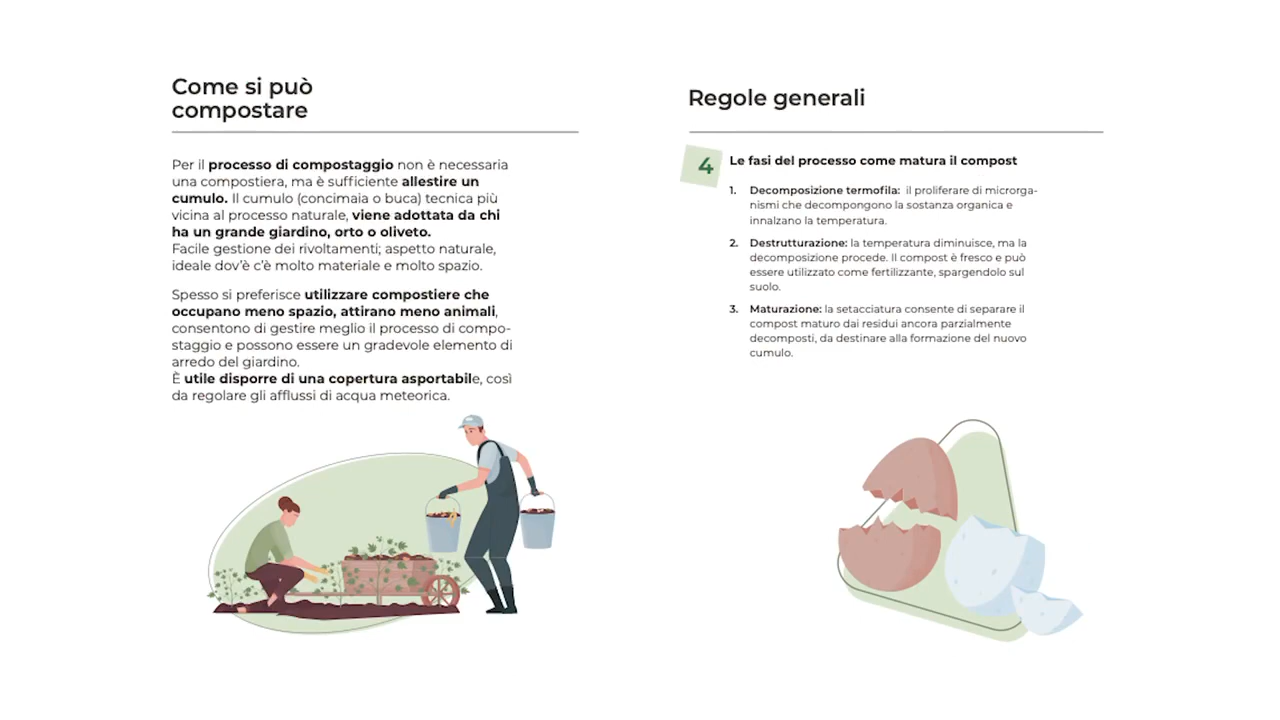 Come si può
compostare
Per il processo di compostaggio non è necessaria
una compostiera, ma è sufficiente allestire un
cumulo. Il cumulo (concimaia o buca) tecnica più
vicina al processo naturale, viene adottata da chi
ha un grande giardino, orto o oliveto.
Facile gestione dei rivoltamenti; aspetto naturale,
ideale dov'è c'è molto materiale e molto spazio.
Spesso si preferisce utilizzare compostiere che
occupano meno spazio, attirano meno animali,
consentono di gestire meglio il processo di compo-
staggio e possono essere un gradevole elemento di
arredo del giardino.
È utile disporre di una copertura asportabile, così
da regolare gli afflussi di acqua meteorica.
Regole generali
4 Le fasi del processo come matura il compost
1. Decomposizione termofila: il proliferare di microrga-
nismi che decompongono la sostanza organica e
innalzano la temperatura.
2. Destrutturazione: la temperatura diminuisce, ma la
decomposizione procede. Il compost è fresco e può
essere utilizzato come fertilizzante, spargendolo sul
suolo.
3. Maturazione: la setacciatura consente di separare il
compost maturo dai residui ancora parzialmente
decomposti, da destinare alla formazione del nuovo
cumulo.